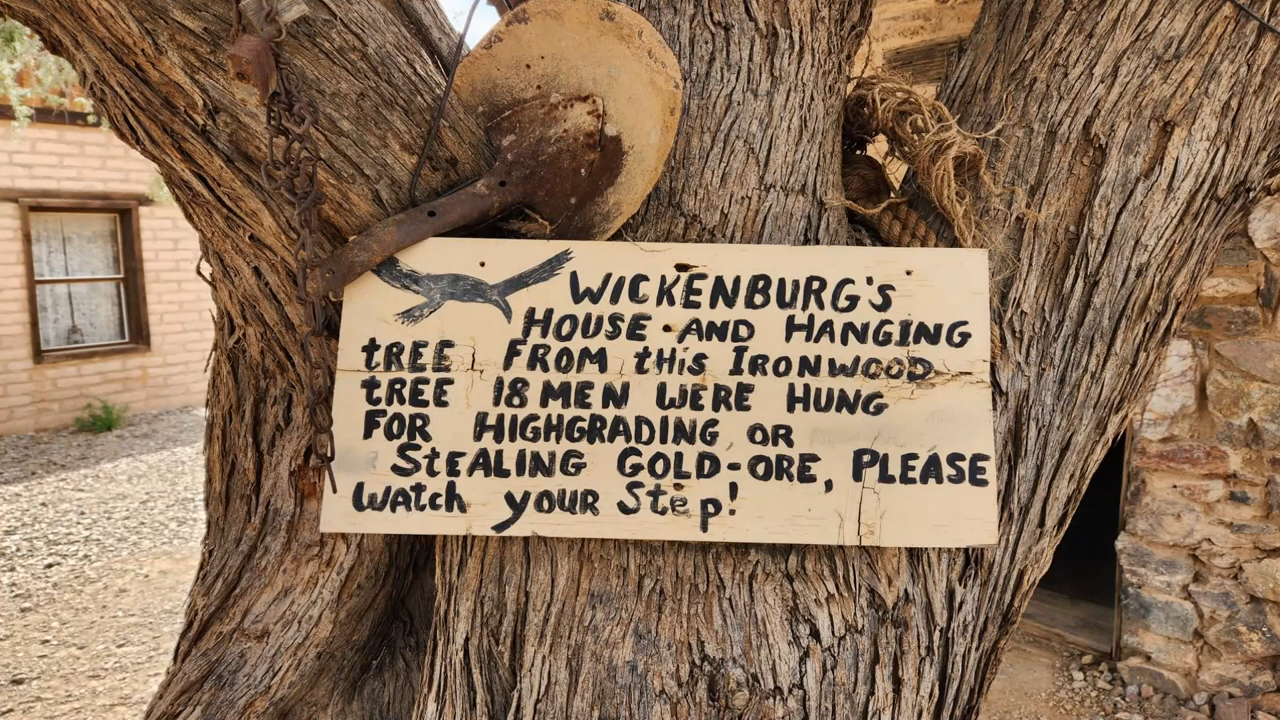 WICKENBURG'S
HOUSE AND HANGING
tREE FROM tHis IRONWOOD
tREE 18 MEN WERE HUNG
FOR HIGHGRADING OR
StEALING GOLD-ORE, PLEASE
WAtch yOUR Step!